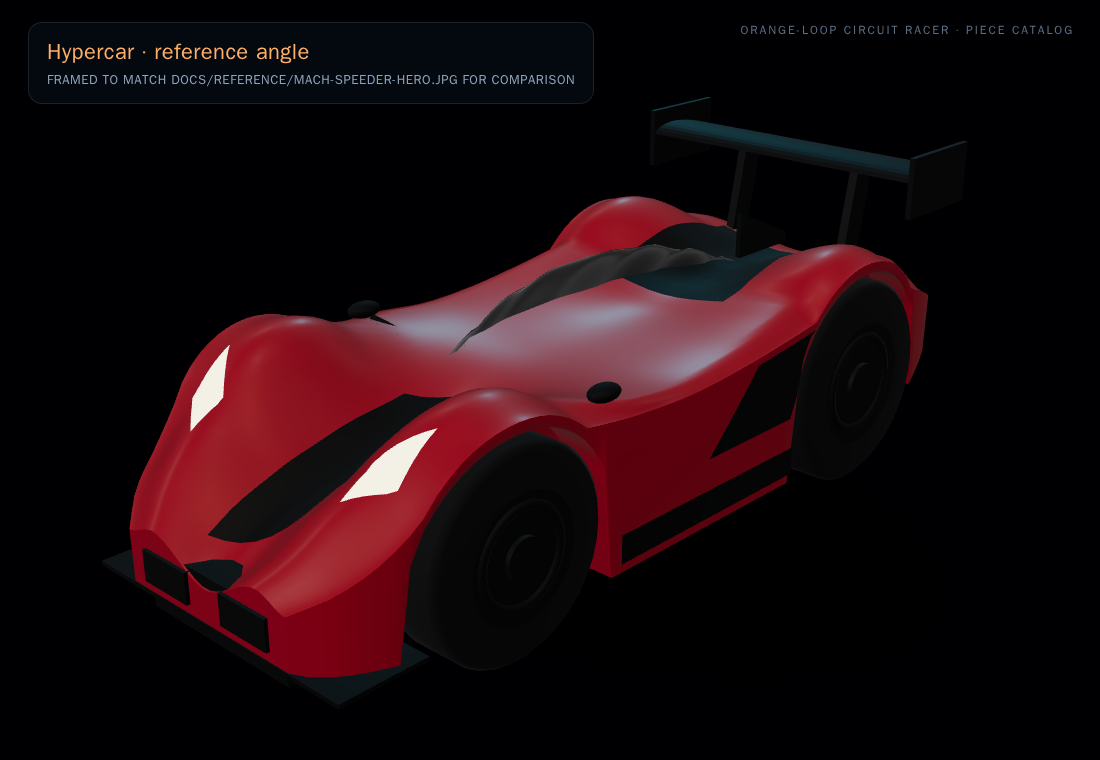 Hypercar · reference angle
FRAMED TO MATCH DOCS/REFERENCE/MACH-SPEEDER-HERO.JPG FOR COMPARISON
ORANGE-LOOP CIRCUIT RACER · PIECE CATALOG